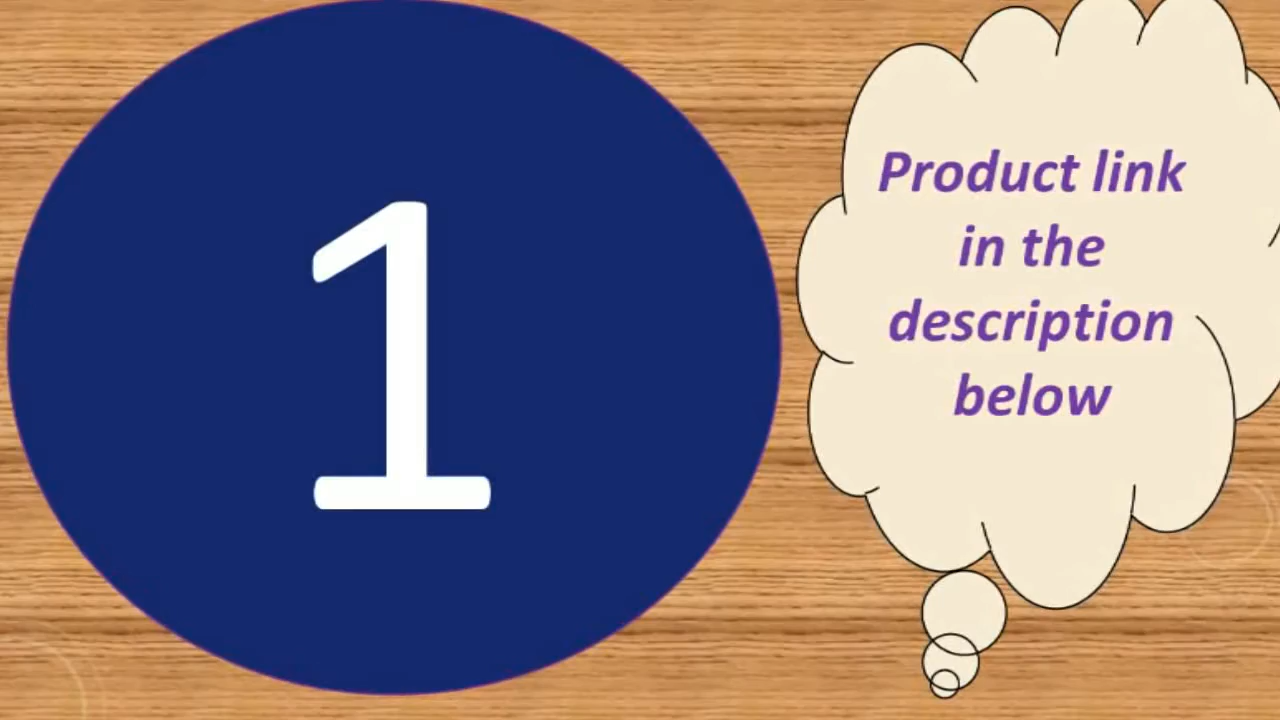 1
Product link
in the
description
below